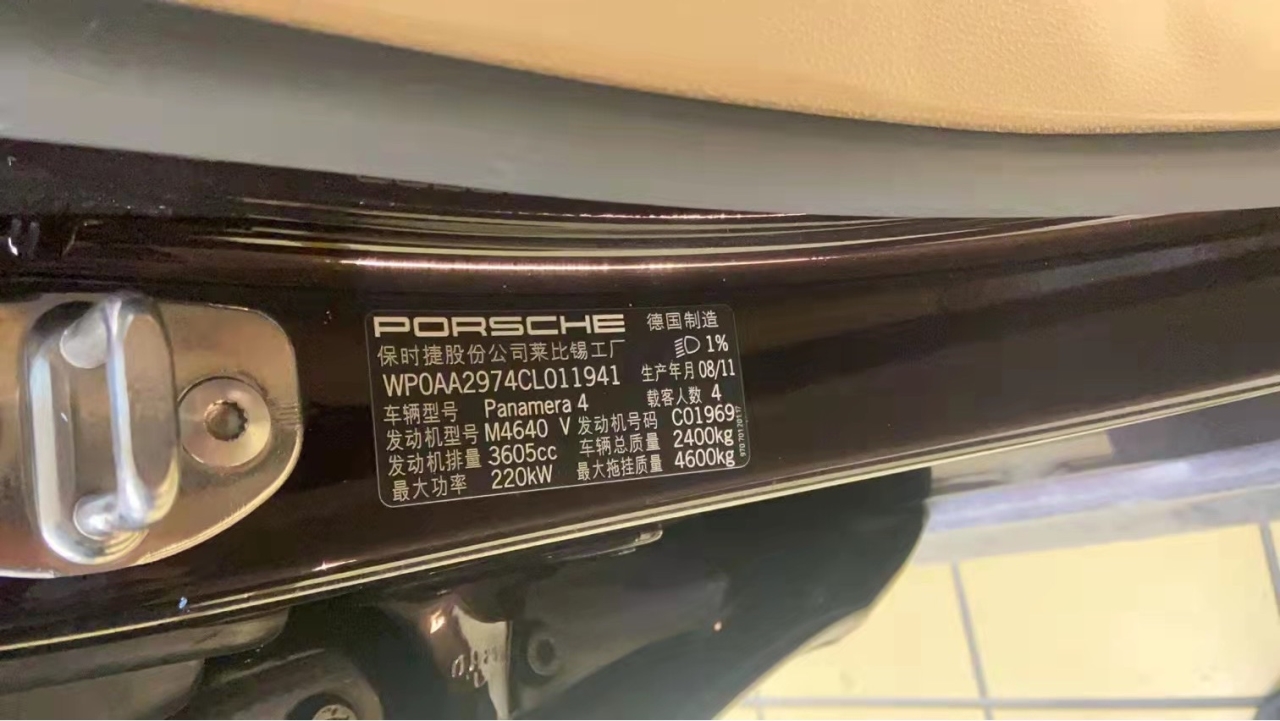 PORSCHE 德国制造
保时捷股份公司莱比锡工厂 1%
WP0AA2974CL011941 生产年月 08/11
车辆型号 Panamera 4 载客人数 4
发动机型号 M4640 V 发动机号码 C01969
发动机排量 3605cc 车辆总质量 2400kg
最大功率 220kW 最大拖挂质量 4600kg